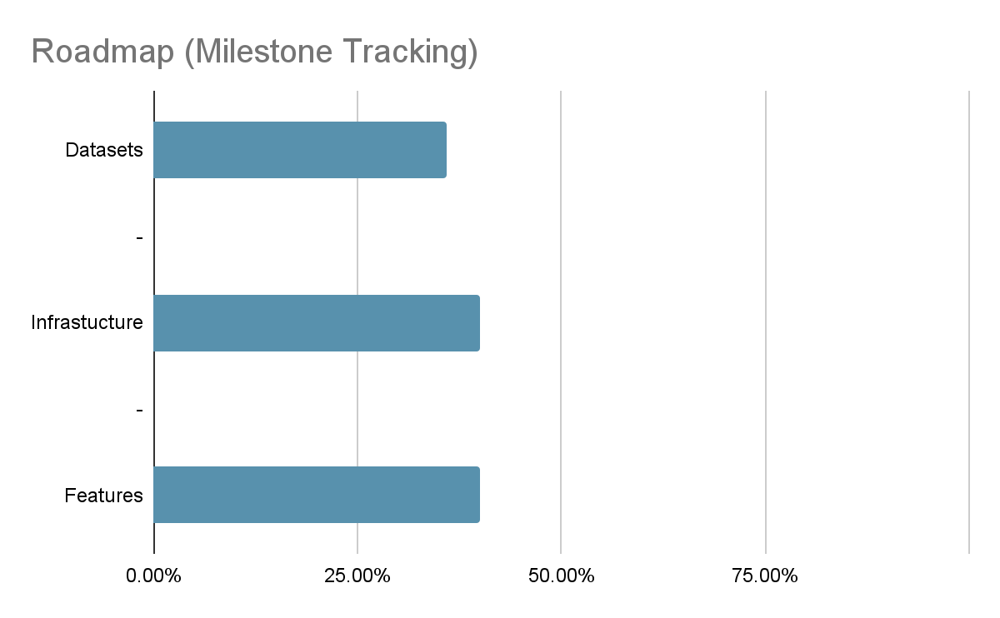 Roadmap (Milestone Tracking)
Datasets
-
Infrastucture
-
Features
0.00% 25.00% 50.00% 75.00%